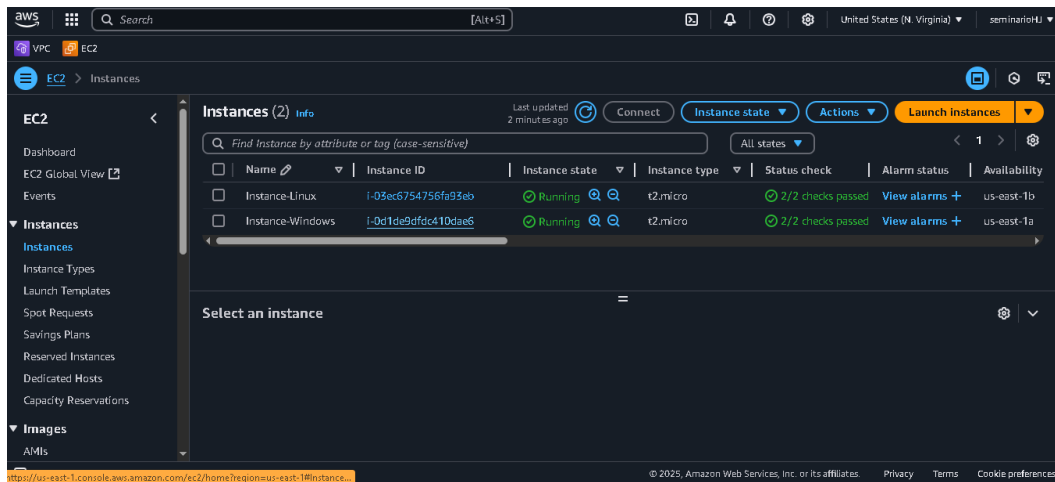 aws Search [Alt+S] United States (N. Virginia) ▼ seminarioHJ ▼
VPC EC2
EC2 > Instances
EC2
Dashboard
EC2 Global View
Events
Instances
Instances
Instance Types
Launch Templates
Spot Requests
Savings Plans
Reserved Instances
Dedicated Hosts
Capacity Reservations
Images
AMIs
Instances (2) Info
Last updated
2 minutes ago
Connect Instance state ▼ Actions ▼ Launch instances ▼
Find Instance by attribute or tag (case-sensitive) All states ▼ < 1 >
Name Instance ID Instance state Instance type Status check Alarm status Availability
Instance-Linux i-03ec6754756fa93eb Running t2.micro 2/2 checks passed View alarms + us-east-1b
Instance-Windows i-0d1de9dfdc410dae6 Running t2.micro 2/2 checks passed View alarms + us-east-1a
Select an instance
https://us-east-1.console.aws.amazon.com/ec2/home?region=us-east-1#Instance...
© 2025, Amazon Web Services, Inc. or its affiliates. Privacy Terms Cookie preferences